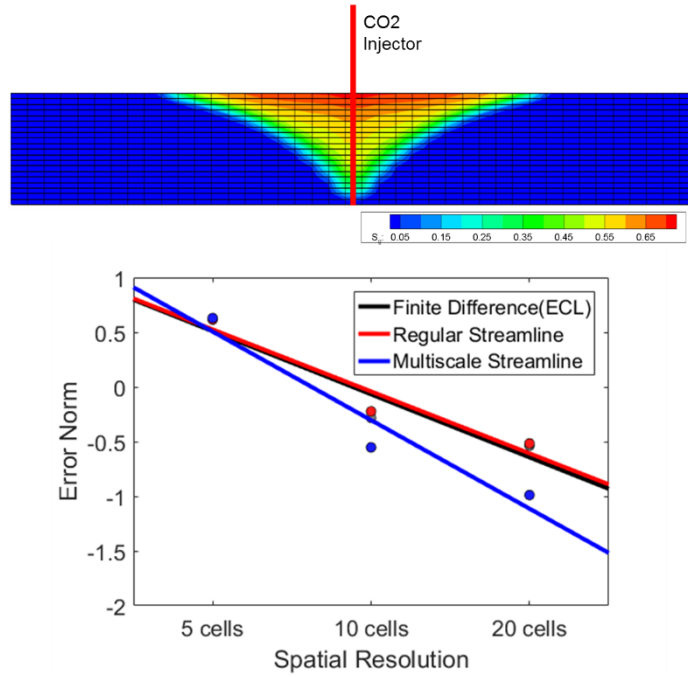 CO2
Injector
Sg: 0.05 0.15 0.25 0.35 0.45 0.55 0.65
1
0.5
0
-0.5
-1
-1.5
-2
Error Norm
Finite Difference(ECL)
Regular Streamline
Multiscale Streamline
5 cells 10 cells 20 cells
Spatial Resolution